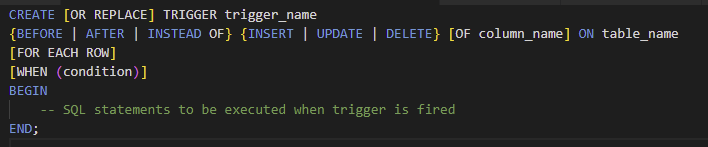 CREATE [OR REPLACE] TRIGGER trigger_name
{BEFORE | AFTER | INSTEAD OF} {INSERT | UPDATE | DELETE} [OF column_name] ON table_name
[FOR EACH ROW]
[WHEN (condition)]
BEGIN
    -- SQL statements to be executed when trigger is fired
END;